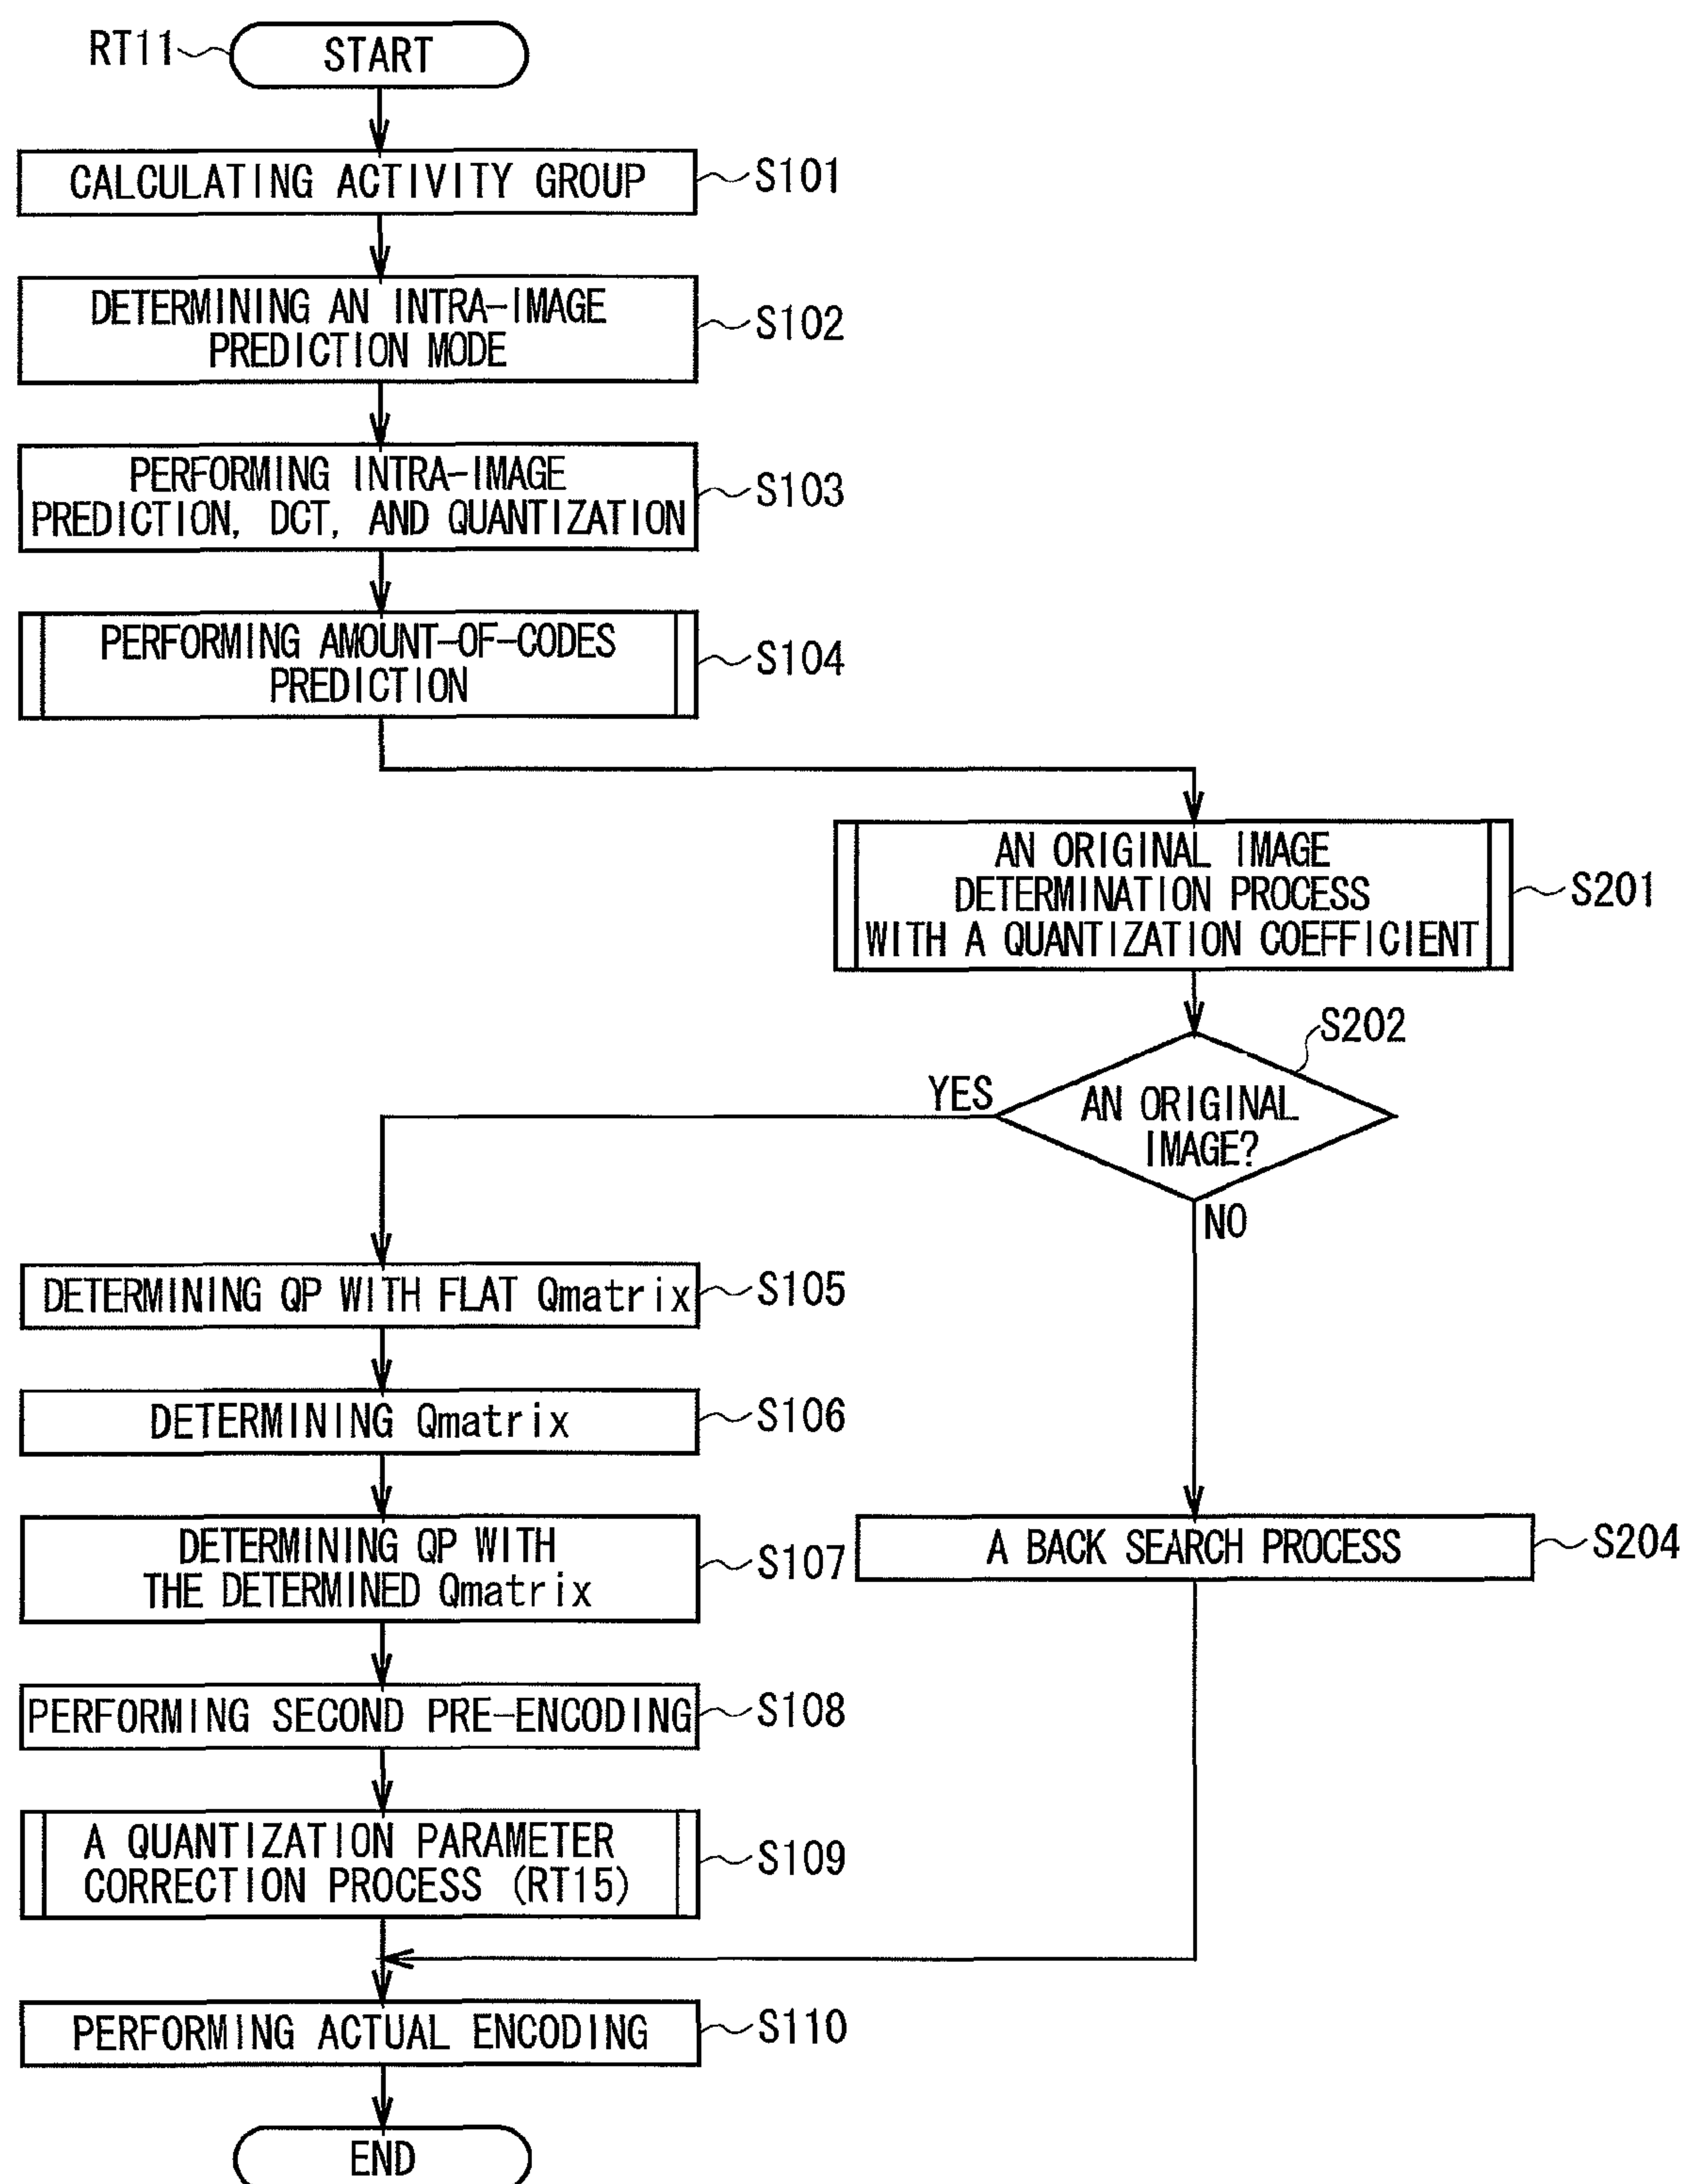 RT11
START
CALCULATING ACTIVITY GROUP
S101
DETERMINING AN INTRA-IMAGE
PREDICTION MODE
S102
PERFORMING INTRA-IMAGE
PREDICTION, DCT, AND QUANTIZATION
S103
PERFORMING AMOUNT-OF-CODES
PREDICTION
S104
AN ORIGINAL IMAGE
DETERMINATION PROCESS
WITH A QUANTIZATION COEFFICIENT
S201
S202
AN ORIGINAL
IMAGE?
YES
NO
DETERMINING QP WITH FLAT Qmatrix
S105
DETERMINING Qmatrix
S106
DETERMINING QP WITH
THE DETERMINED Qmatrix
S107
A BACK SEARCH PROCESS
S204
PERFORMING SECOND PRE-ENCODING
S108
A QUANTIZATION PARAMETER
CORRECTION PROCESS (RT15)
S109
PERFORMING ACTUAL ENCODING
S110
END